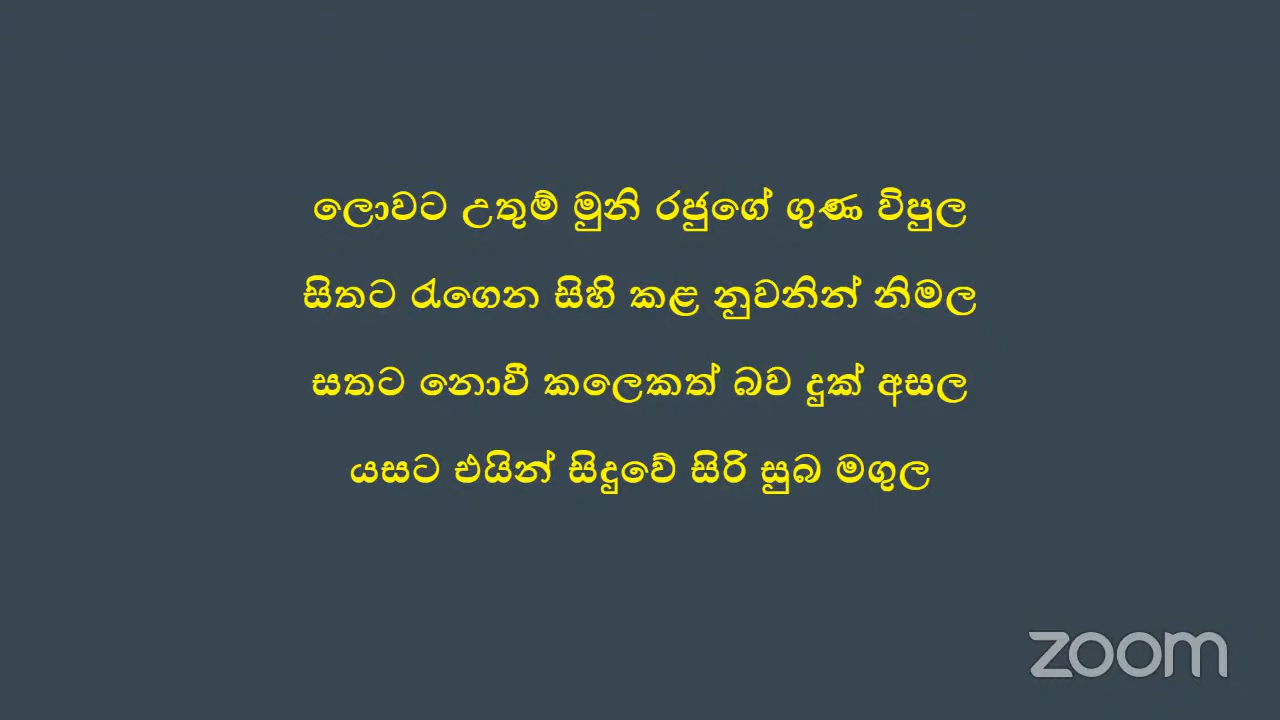 ලොවට උතුම් මුනි රජුගේ ගුණ විපුල
සිතට රැගෙන සිහි කළ නුවනින් නිමල
සතට නොවී කලෙකත් බව දුක් අසල
යසට එයින් සිදුවේ සිරි සුබ මගුල
zoom